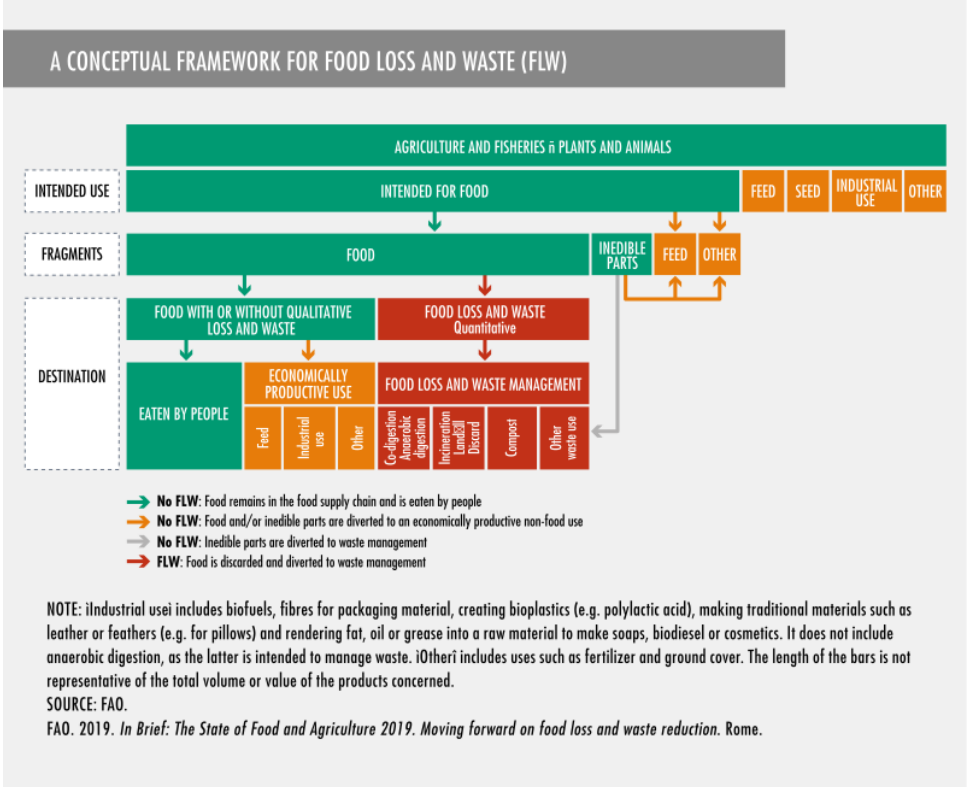 A CONCEPTUAL FRAMEWORK FOR FOOD LOSS AND WASTE (FLW)
AGRICULTURE AND FISHERIES ñ PLANTS AND ANIMALS
INTENDED USE
INTENDED FOR FOOD
FEED
SEED
INDUSTRIAL
USE
OTHER
FRAGMENTS
FOOD
INEDIBLE
PARTS
FEED
OTHER
DESTINATION
FOOD WITH OR WITHOUT QUALITATIVE
LOSS AND WASTE
FOOD LOSS AND WASTE
Quantitative
EATEN BY PEOPLE
ECONOMICALLY
PRODUCTIVE USE
FOOD LOSS AND WASTE MANAGEMENT
Feed
Industrial
use
Other
Co-digestion
Anaerobic
digestion
Incineration
Discard
Compost
Other
waste use
No FLW: Food remains in the food supply chain and is eaten by people
No FLW: Food and/or inedible parts are diverted to an economically productive non-food use
No FLW: Inedible parts are diverted to waste management
FLW: Food is discarded and diverted to waste management
NOTE: ìIndustrial useì includes biofuels, fibres for packaging material, creating bioplastics (e.g. polylactic acid), making traditional materials such as
leather or feathers (e.g. for pillows) and rendering fat, oil or grease into a raw material to make soaps, biodiesel or cosmetics. It does not include
anaerobic digestion, as the latter is intended to manage waste. ìOtherî includes uses such as fertilizer and ground cover. The length of the bars is not
representative of the total volume or value of the products concerned.
SOURCE: FAO.
FAO. 2019. In Brief: The State of Food and Agriculture 2019. Moving forward on food loss and waste reduction. Rome.